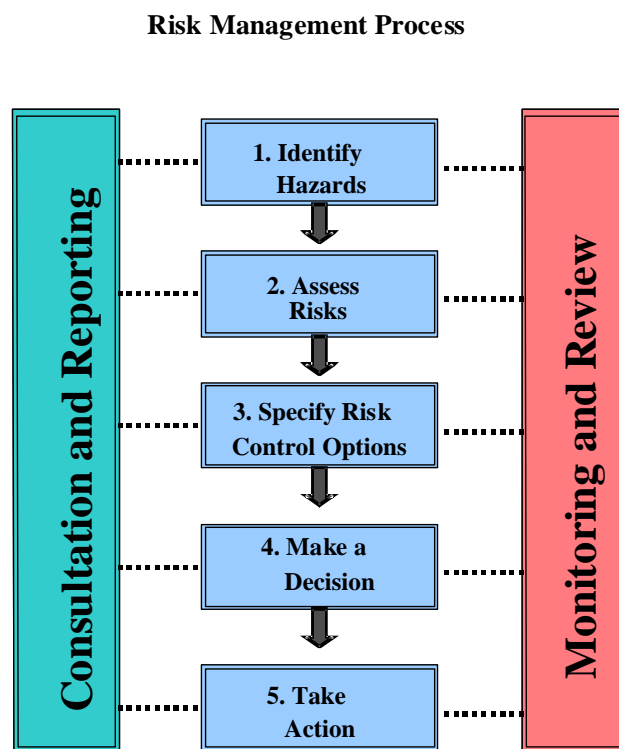 Risk Management Process
Consultation and Reporting
1. Identify
Hazards
2. Assess
Risks
3. Specify Risk
Control Options
4. Make a
Decision
5. Take
Action
Monitoring and Review